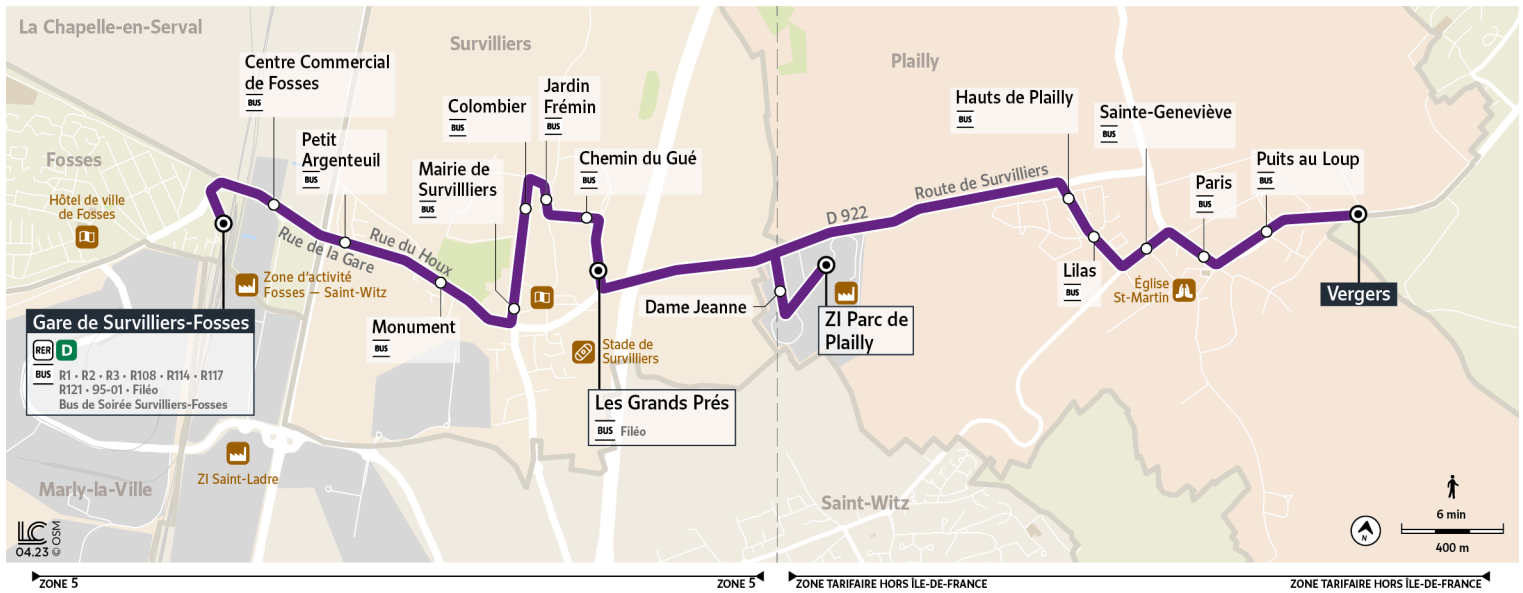 La Chapelle-en-Serval
Survilliers
Plailly
Centre Commercial
de Fosses
BUS
Jardin
Frémin
BUS
Colombier
BUS
Hauts de Plailly
BUS
Sainte-Geneviève
BUS
Petit
Argenteuil
BUS
Fosses
Mairie de
Survillliers
BUS
Chemin du Gué
BUS
Puits au Loup
BUS
Paris
BUS
Hôtel de ville
de Fosses
Rue de la Gare
Rue du Houx
D 922
Route de Survilliers
Zone d'activité
Fosses — Saint-Witz
Lilas
BUS
Église
St-Martin
Vergers
Dame Jeanne
ZI Parc de
Plailly
Gare de Survilliers-Fosses
RER D
BUS R1 • R2 • R3 • R108 • R114 • R117
R121 • 95-01 • Filéo
Bus de Soirée Survilliers-Fosses
Monument
BUS
Stade de
Survilliers
Les Grands Prés
BUS Filéo
ZI Saint-Ladre
Marly-la-Ville
Saint-Witz
LC
04.23 © OSM
N
6 min
400 m
ZONE 5
ZONE 5
ZONE TARIFAIRE HORS ÎLE-DE-FRANCE
ZONE TARIFAIRE HORS ÎLE-DE-FRANCE